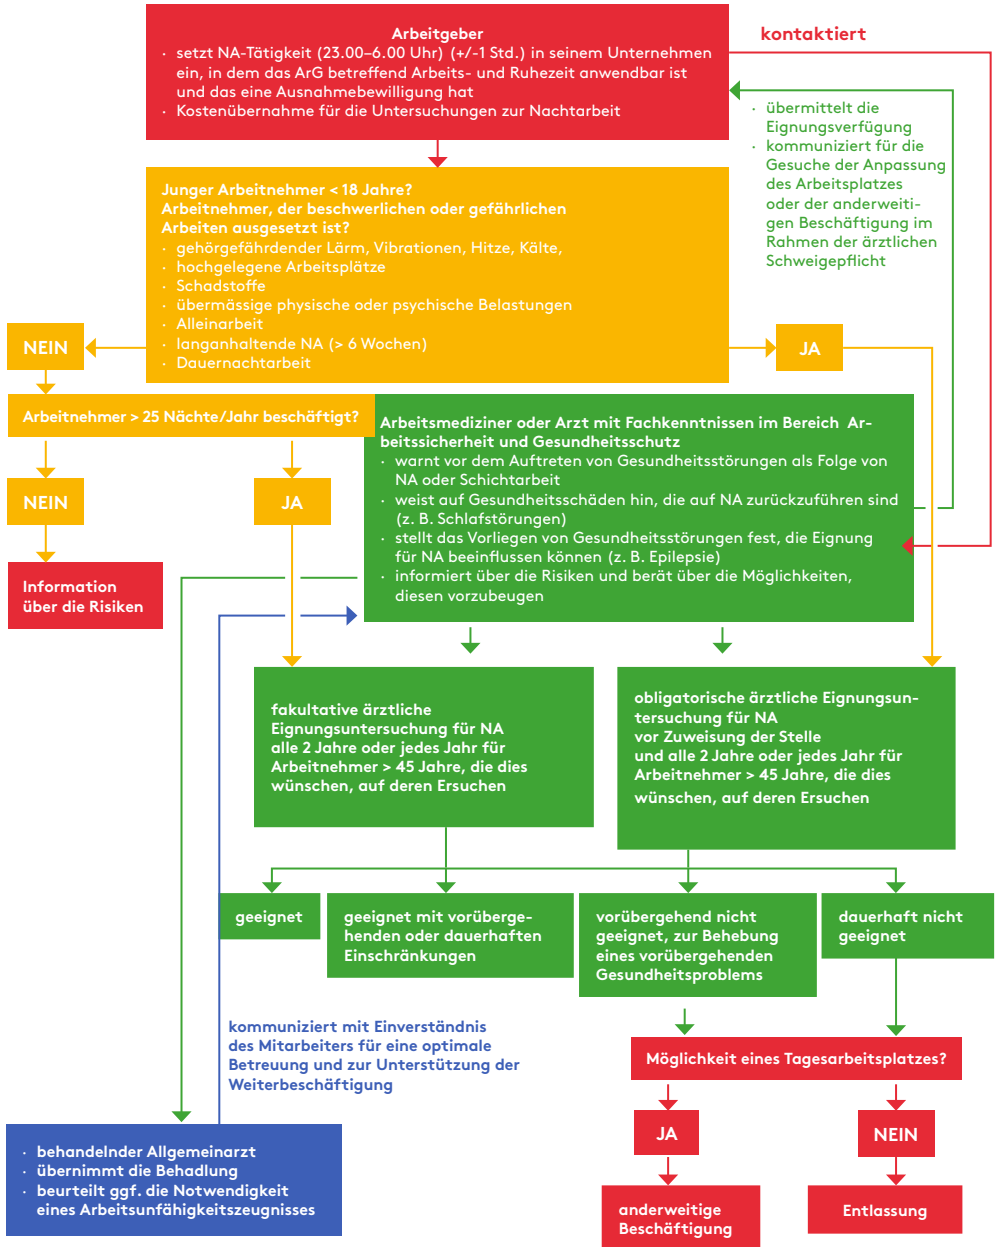 Arbeitgeber
· setzt NA-Tätigkeit (23.00–6.00 Uhr) (+/-1 Std.) in seinem Unternehmen
ein, in dem das ArG betreffend Arbeits- und Ruhezeit anwendbar ist
und das eine Ausnahmebewilligung hat
· Kostenübernahme für die Untersuchungen zur Nachtarbeit
kontaktiert
· übermittelt die
Eignungsverfügung
· kommuniziert für die
Gesuche der Anpassung
des Arbeitsplatzes
oder der anderweiti-
gen Beschäftigung im
Rahmen der ärztlichen
Schweigepflicht
Junger Arbeitnehmer < 18 Jahre?
Arbeitnehmer, der beschwerlichen oder gefährlichen
Arbeiten ausgesetzt ist?
· gehörgefährdender Lärm, Vibrationen, Hitze, Kälte,
· hochgelegene Arbeitsplätze
· Schadstoffe
· übermässige physische oder psychische Belastungen
· Alleinarbeit
· langanhaltende NA (> 6 Wochen)
· Dauernachtarbeit
NEIN
JA
Arbeitnehmer > 25 Nächte/Jahr beschäftigt?
NEIN
JA
Information
über die Risiken
Arbeitsmediziner oder Arzt mit Fachkenntnissen im Bereich Ar-
beitssicherheit und Gesundheitsschutz
· warnt vor dem Auftreten von Gesundheitsstörungen als Folge von
NA oder Schichtarbeit
· weist auf Gesundheitsschäden hin, die auf NA zurückzuführen sind
(z. B. Schlafstörungen)
· stellt das Vorliegen von Gesundheitsstörungen fest, die Eignung
für NA beeinflussen können (z. B. Epilepsie)
· informiert über die Risiken und berät über die Möglichkeiten,
diesen vorzubeugen
fakultative ärztliche
Eignungsuntersuchung für NA
alle 2 Jahre oder jedes Jahr für
Arbeitnehmer > 45 Jahre, die dies
wünschen, auf deren Ersuchen
obligatorische ärztliche Eignungsun-
tersuchung für NA
vor Zuweisung der Stelle
und alle 2 Jahre oder jedes Jahr für
Arbeitnehmer > 45 Jahre, die dies
wünschen, auf deren Ersuchen
geeignet
geeignet mit vorüberge-
henden oder dauerhaften
Einschränkungen
vorübergehend nicht
geeignet, zur Behebung
eines vorübergehenden
Gesundheitsproblems
dauerhaft nicht
geeignet
kommuniziert mit Einverständnis
des Mitarbeiters für eine optimale
Betreuung und zur Unterstützung der
Weiterbeschäftigung
Möglichkeit eines Tagesarbeitsplatzes?
JA
NEIN
anderweitige
Beschäftigung
Entlassung
· behandelnder Allgemeinarzt
· übernimmt die Behadlung
· beurteilt ggf. die Notwendigkeit
eines Arbeitsunfähigkeitszeugnisses